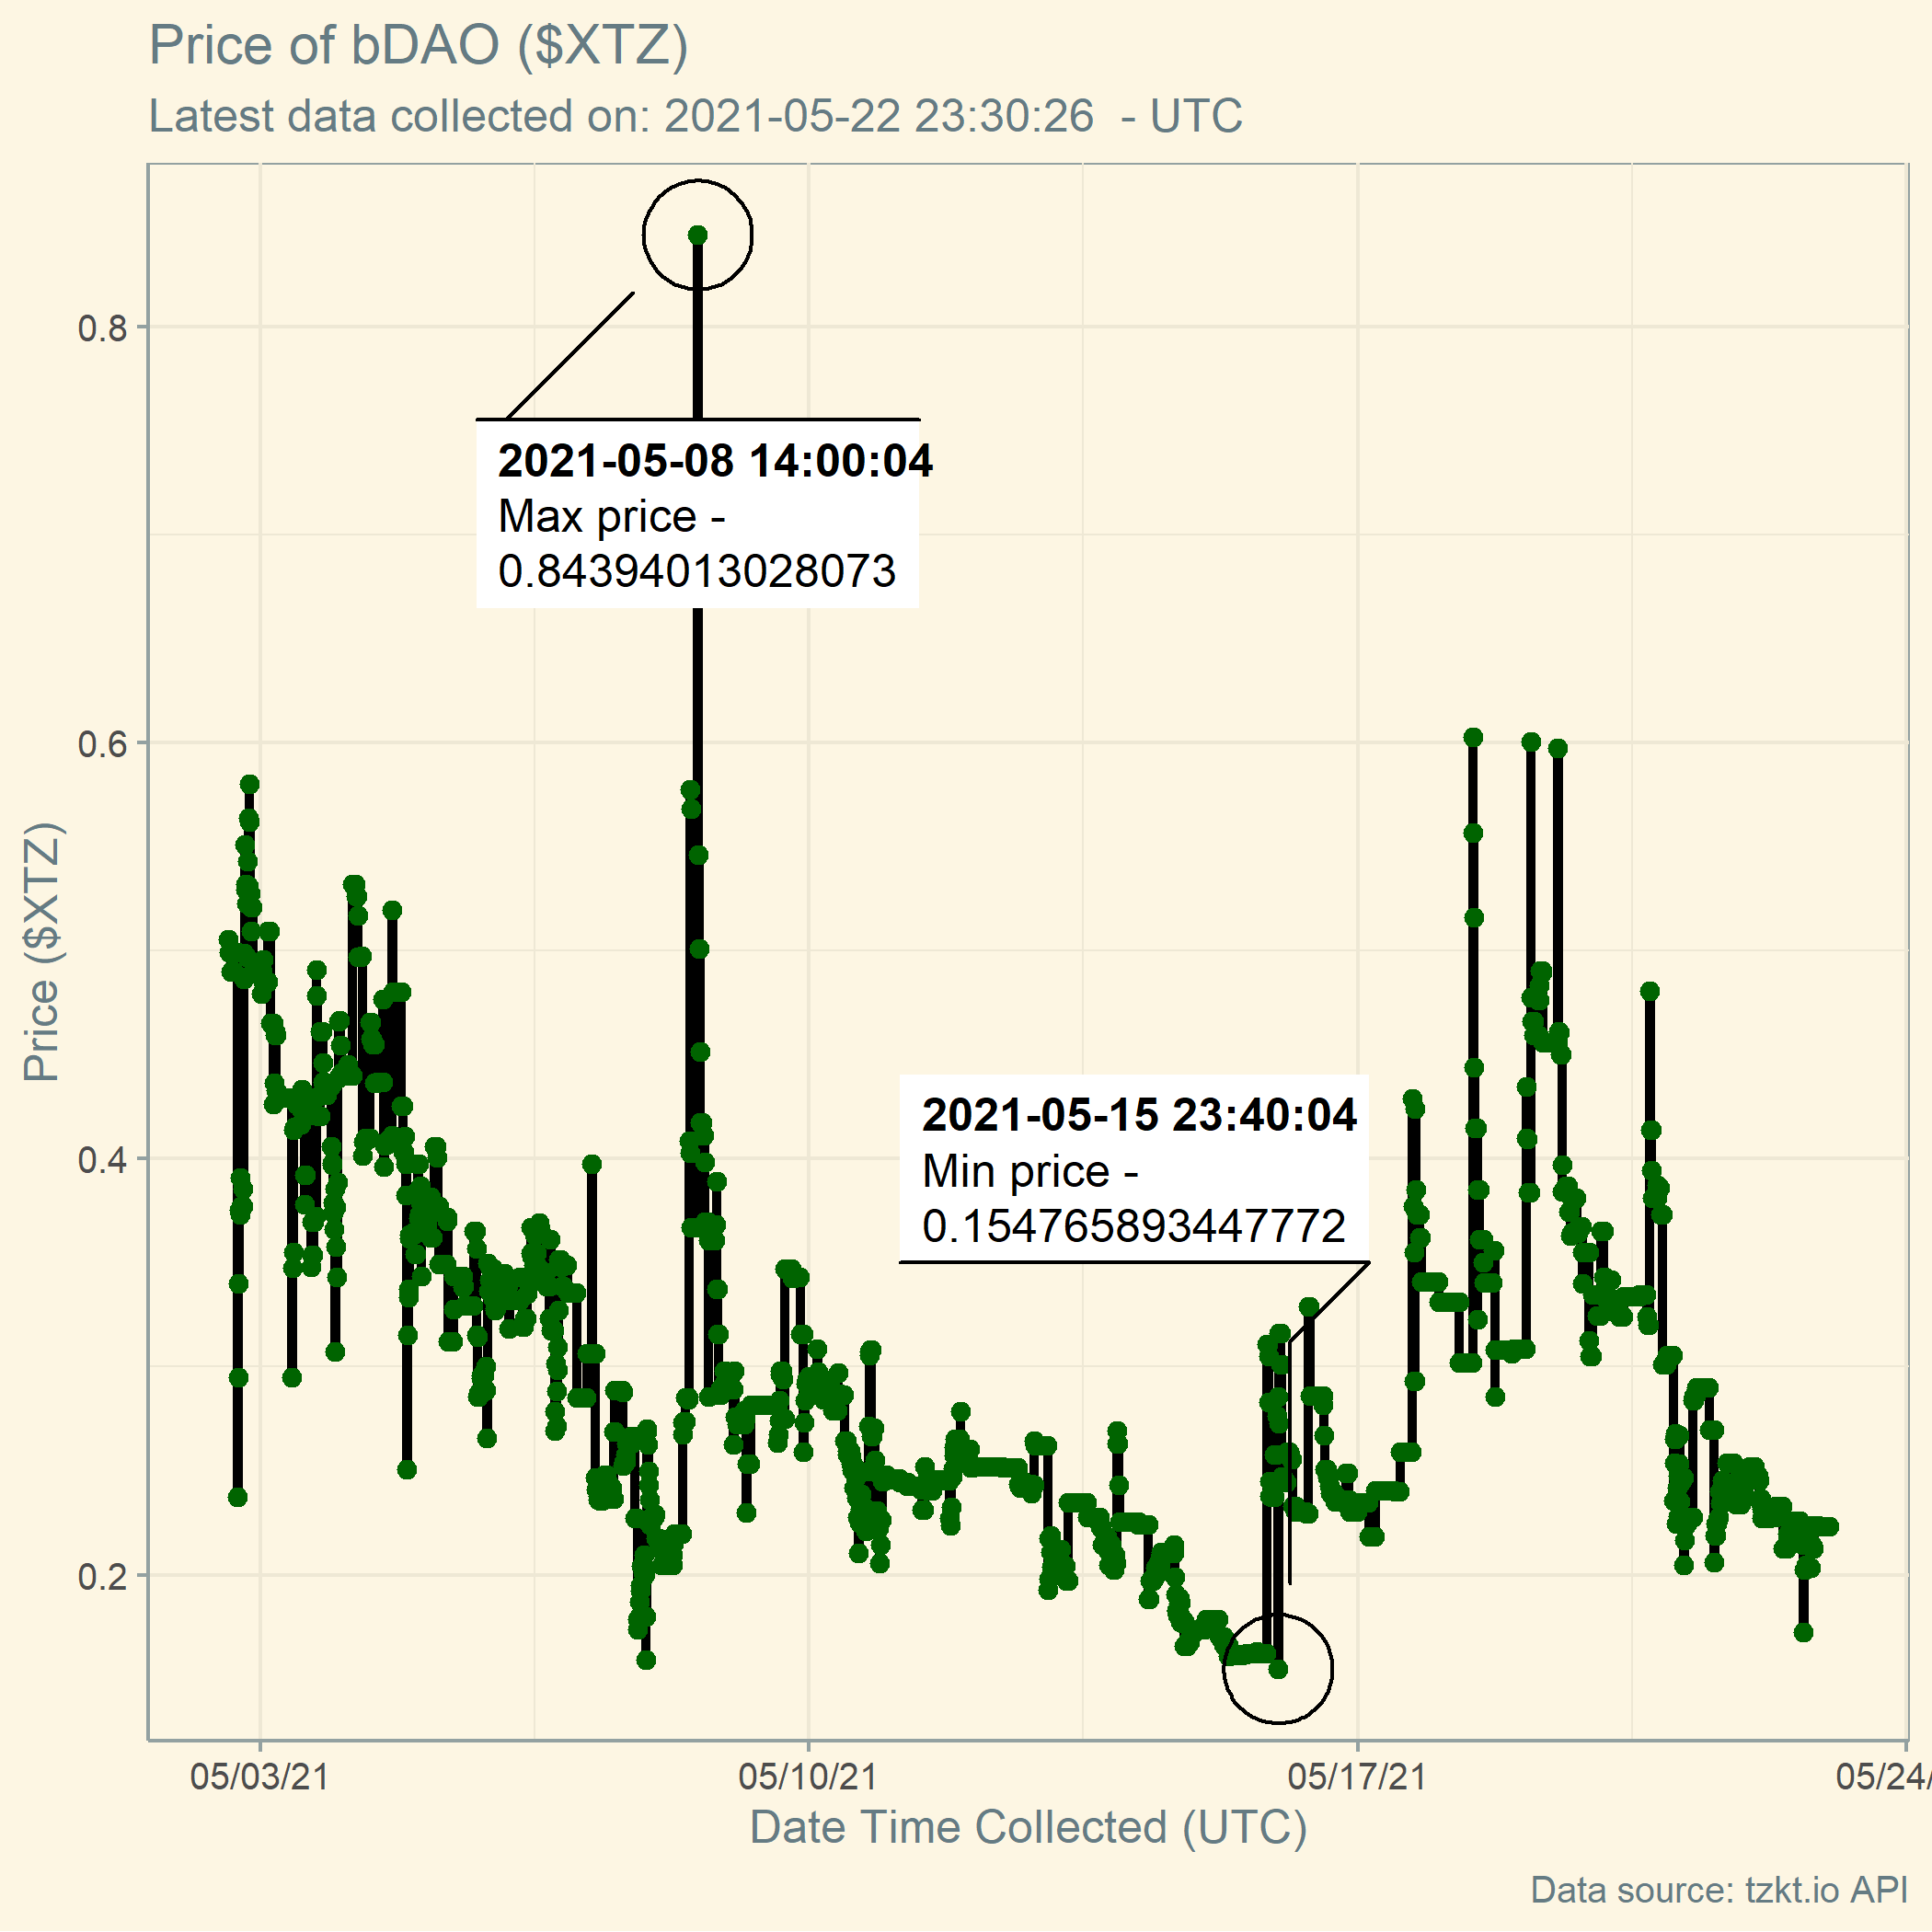 Price of bDAO ($XTZ)
Latest data collected on: 2021-05-22 23:30:26  - UTC
0.8
0.6
0.4
0.2
Price ($XTZ)
2021-05-08 14:00:04
Max price -
0.84394013028073
2021-05-15 23:40:04
Min price -
0.154765893447772
05/03/21
05/10/21
05/17/21
05/24/
Date Time Collected (UTC)
Data source: tzkt.io API